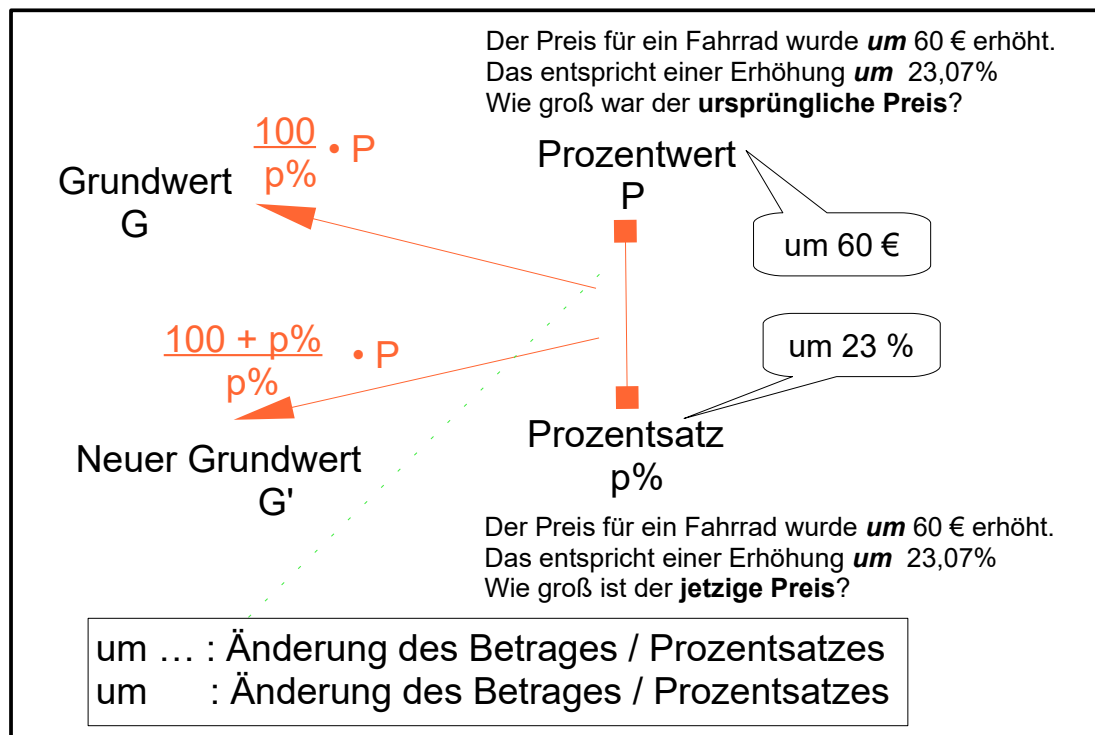 Der Preis für ein Fahrrad wurde um 60 € erhöht.
Das entspricht einer Erhöhung um 23,07%
Wie groß war der ursprüngliche Preis?
100
p%
• P
Grundwert
G
Prozentwert
P
um 60 €
100 + p%
p%
• P
um 23 %
Neuer Grundwert
G'
Prozentsatz
p%
Der Preis für ein Fahrrad wurde um 60 € erhöht.
Das entspricht einer Erhöhung um 23,07%
Wie groß ist der jetzige Preis?
um … : Änderung des Betrages / Prozentsatzes
um : Änderung des Betrages / Prozentsatzes